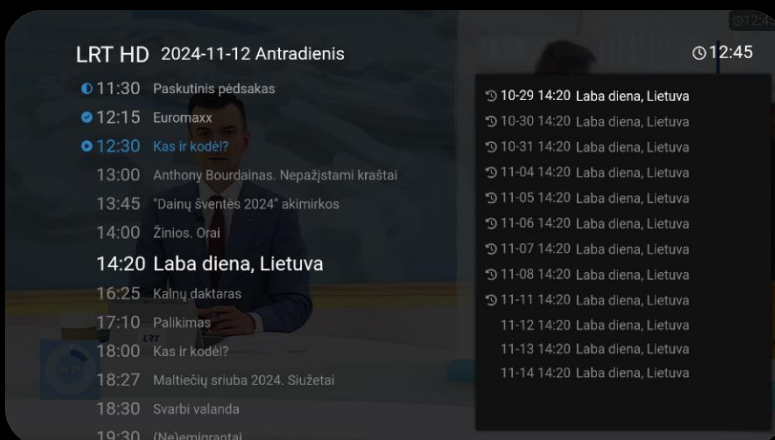 LRT HD 2024-11-12 Antradienis
12:45
11:30 Paskutinis pėdsakas
12:15 Euromaxx
12:30 Kas ir kodėl?
13:00 Anthony Bourdainas. Nepažįstami kraštai
13:45 "Dainų šventės 2024" akimirkos
14:00 Žinios. Orai
14:20 Laba diena, Lietuva
16:25 Kalnų daktaras
17:10 Palikimas
18:00 Kas ir kodėl?
18:27 Maltiečių sriuba 2024. Siužetai
18:30 Svarbi valanda
19:30 (Ne)emigrantai
10-29 14:20 Laba diena, Lietuva
10-30 14:20 Laba diena, Lietuva
10-31 14:20 Laba diena, Lietuva
11-04 14:20 Laba diena, Lietuva
11-05 14:20 Laba diena, Lietuva
11-06 14:20 Laba diena, Lietuva
11-07 14:20 Laba diena, Lietuva
11-08 14:20 Laba diena, Lietuva
11-11 14:20 Laba diena, Lietuva
11-12 14:20 Laba diena, Lietuva
11-13 14:20 Laba diena, Lietuva
11-14 14:20 Laba diena, Lietuva
LRT